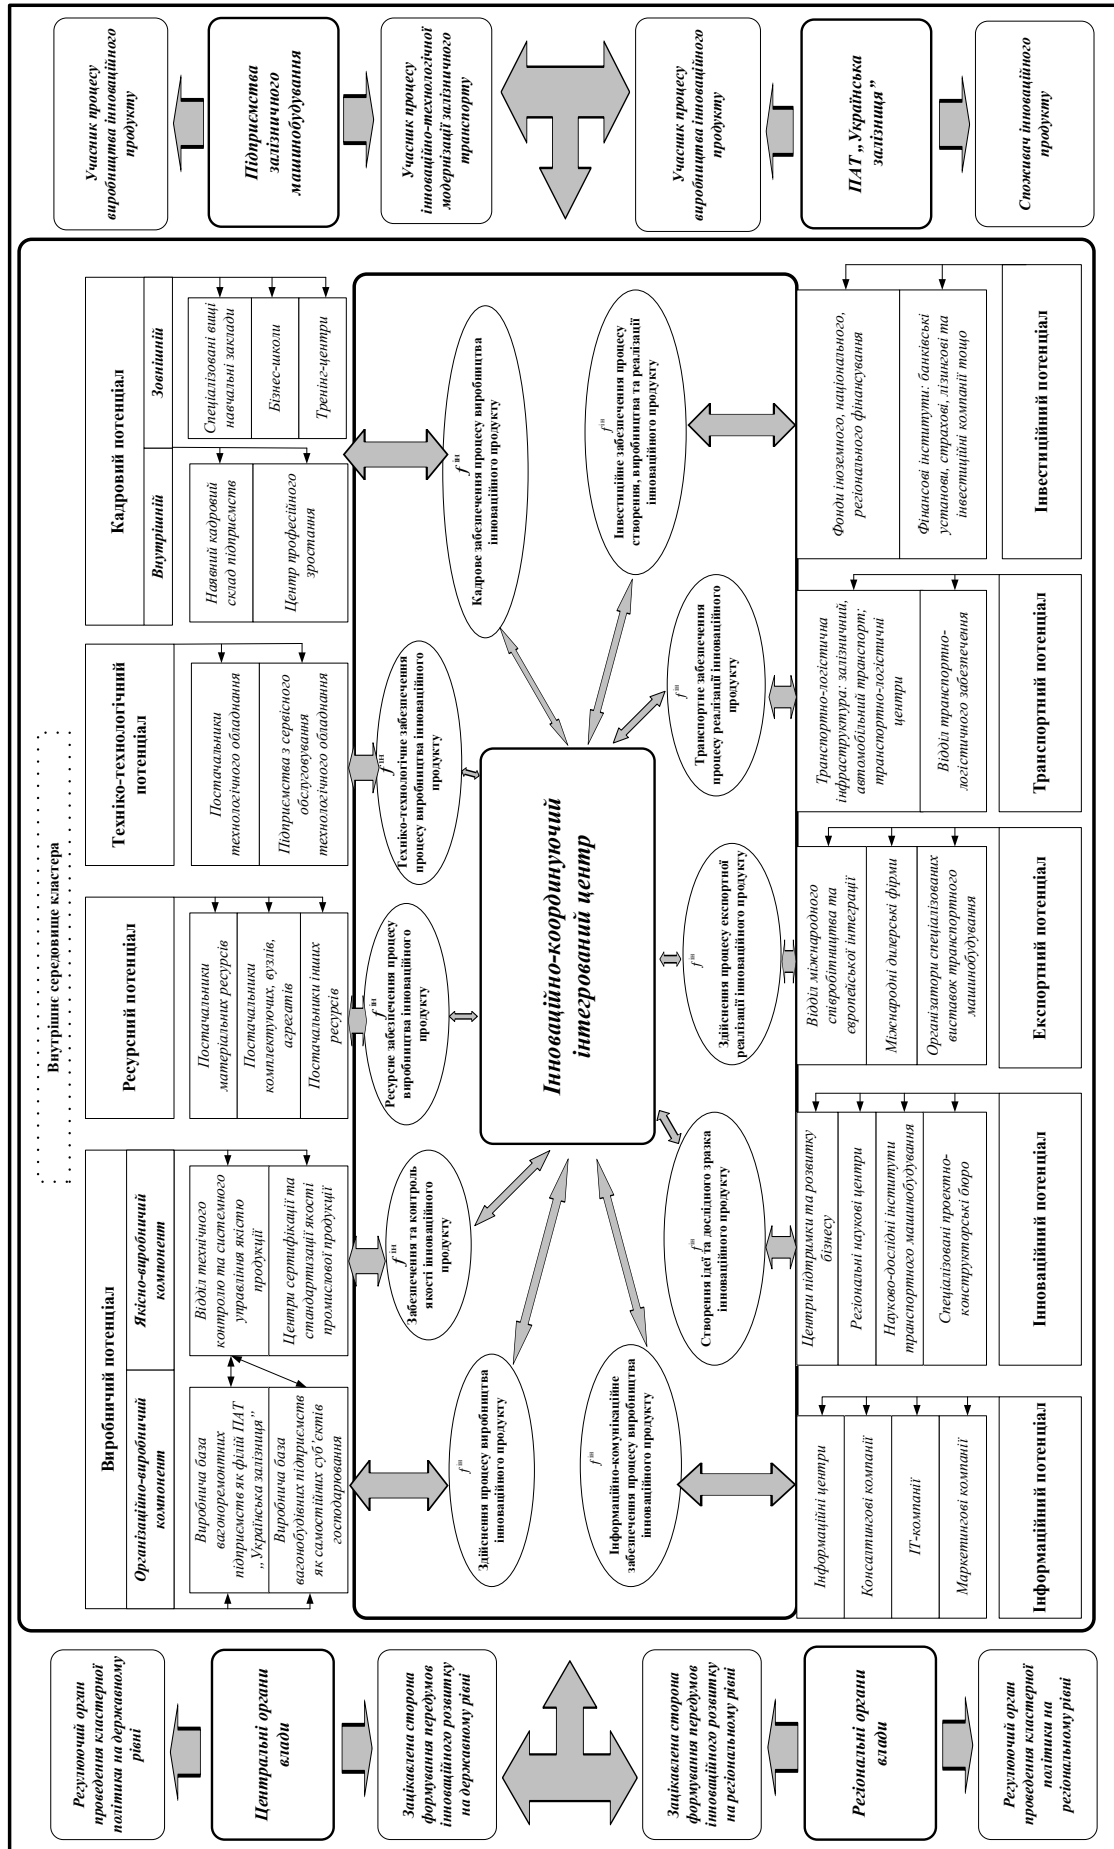 Регулюючий орган
проведення кластерної
політики на державному
рівні
Центральні органи
влади
Зацікавлена сторона
формування передумов
інноваційного розвитку
на державному рівні
Зацікавлена сторона
формування передумов
інноваційного розвитку
на регіональному рівні
Регіональні органи
влади
Регулюючий орган
проведення кластерної
політики на
регіональному рівні
Внутрішнє середовище кластера
Виробничий потенціал
Організаційно-виробничий
компонент
Якісно-виробничий
компонент
Виробнича база
вагоноремонтних
підприємств як філій ПАТ
„Українська залізниця”
Виробнича база
вагонобудівних підприємств
як самостійних суб'єктів
господарювання
Відділ технічного
контролю та системного
управління якістю
продукції
Центри сертифікації та
стандартизації якості
промислової продукції
Ресурсний потенціал
Постачальники
матеріальних ресурсів
Постачальники
комплектуючих, вузлів,
агрегатів
Постачальники інших
ресурсів
Техніко-технологічний
потенціал
Постачальники
технологічного обладнання
Підприємства з сервісного
обслуговування
технологічного обладнання
Кадровий потенціал
Внутрішній
Зовнішній
Наявний кадровий
склад підприємств
Центр професійного
зростання
Спеціалізовані вищі
навчальні заклади
Бізнес-школи
Тренінг-центри
f ін
Здійснення процесу виробництва
інноваційного продукту
f ін
Забезпечення та контроль
якості інноваційного
продукту
f ін
Ресурсне забезпечення процесу
виробництва інноваційного
продукту
f ін
Техніко-технологічне забезпечення
процесу виробництва інноваційного
продукту
f ін
Кадрове забезпечення процесу виробництва
інноваційного продукту
Інноваційно-координуючий
інтегрований центр
f ін
Інформаційно-комунікаційне
забезпечення процесу виробництва
інноваційного продукту
f ін
Створення ідеї та дослідного зразка
інноваційного продукту
f ін
Здійснення процесу експортної
реалізації інноваційного продукту
f ін
Транспортне забезпечення
процесу реалізації інноваційного
продукту
f ін
Інвестиційне забезпечення процесу
створення, виробництва та реалізації
інноваційного продукту
Інформаційні центри
Консалтингові компанії
ІТ-компанії
Маркетингові компанії
Інформаційний потенціал
Центри підтримки та розвитку
бізнесу
Регіональні наукові центри
Науково-дослідні інститути
транспортного машинобудування
Спеціалізовані проектно-
конструкторські бюро
Інноваційний потенціал
Відділ міжнародного
співробітництва та
європейської інтеграції
Міжнародні дилерські фірми
Організатори спеціалізованих
виставок транспортного
машинобудування
Експортний потенціал
Транспортно-логістична
інфраструктура: залізничний,
автомобільний транспорт;
транспортно-логістичні
центри
Відділ транспортно-
логістичного забезпечення
Транспортний потенціал
Фонди іноземного, національного,
регіонального фінансування
Фінансові інститути: банківські
установи, страхові, лізингові та
інвестиційні компанії тощо
Інвестиційний потенціал
Учасник процесу
виробництва інноваційного
продукту
Підприємства
залізничного
машинобудування
Учасник процесу
інноваційно-технологічної
модернізації залізничного
транспорту
Учасник процесу
виробництва інноваційного
продукту
ПАТ „Українська
залізниця”
Споживач інноваційного
продукту